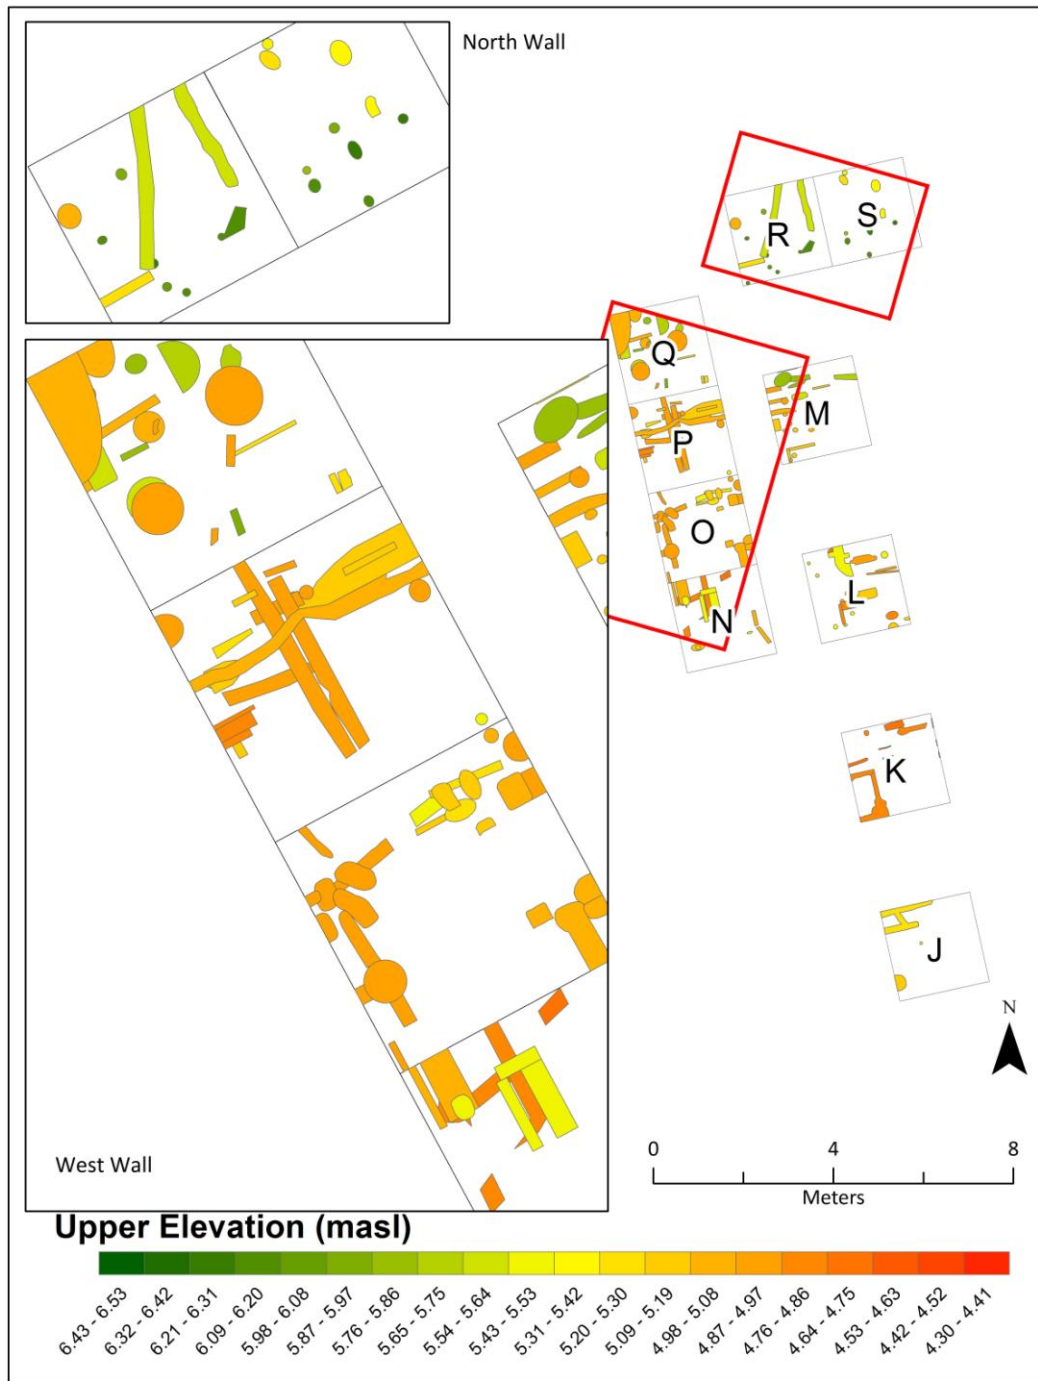 North Wall
R
S
Q
M
P
O
L
N
K
J
N
West Wall
0 4 8
Meters
Upper Elevation (masl)
6.43 - 6.53
6.32 - 6.42
6.21 - 6.31
6.09 - 6.20
5.98 - 6.08
5.87 - 5.97
5.76 - 5.86
5.65 - 5.75
5.54 - 5.64
5.43 - 5.53
5.31 - 5.42
5.20 - 5.30
5.09 - 5.19
4.98 - 5.08
4.87 - 4.97
4.76 - 4.86
4.64 - 4.75
4.53 - 4.63
4.42 - 4.52
4.30 - 4.41